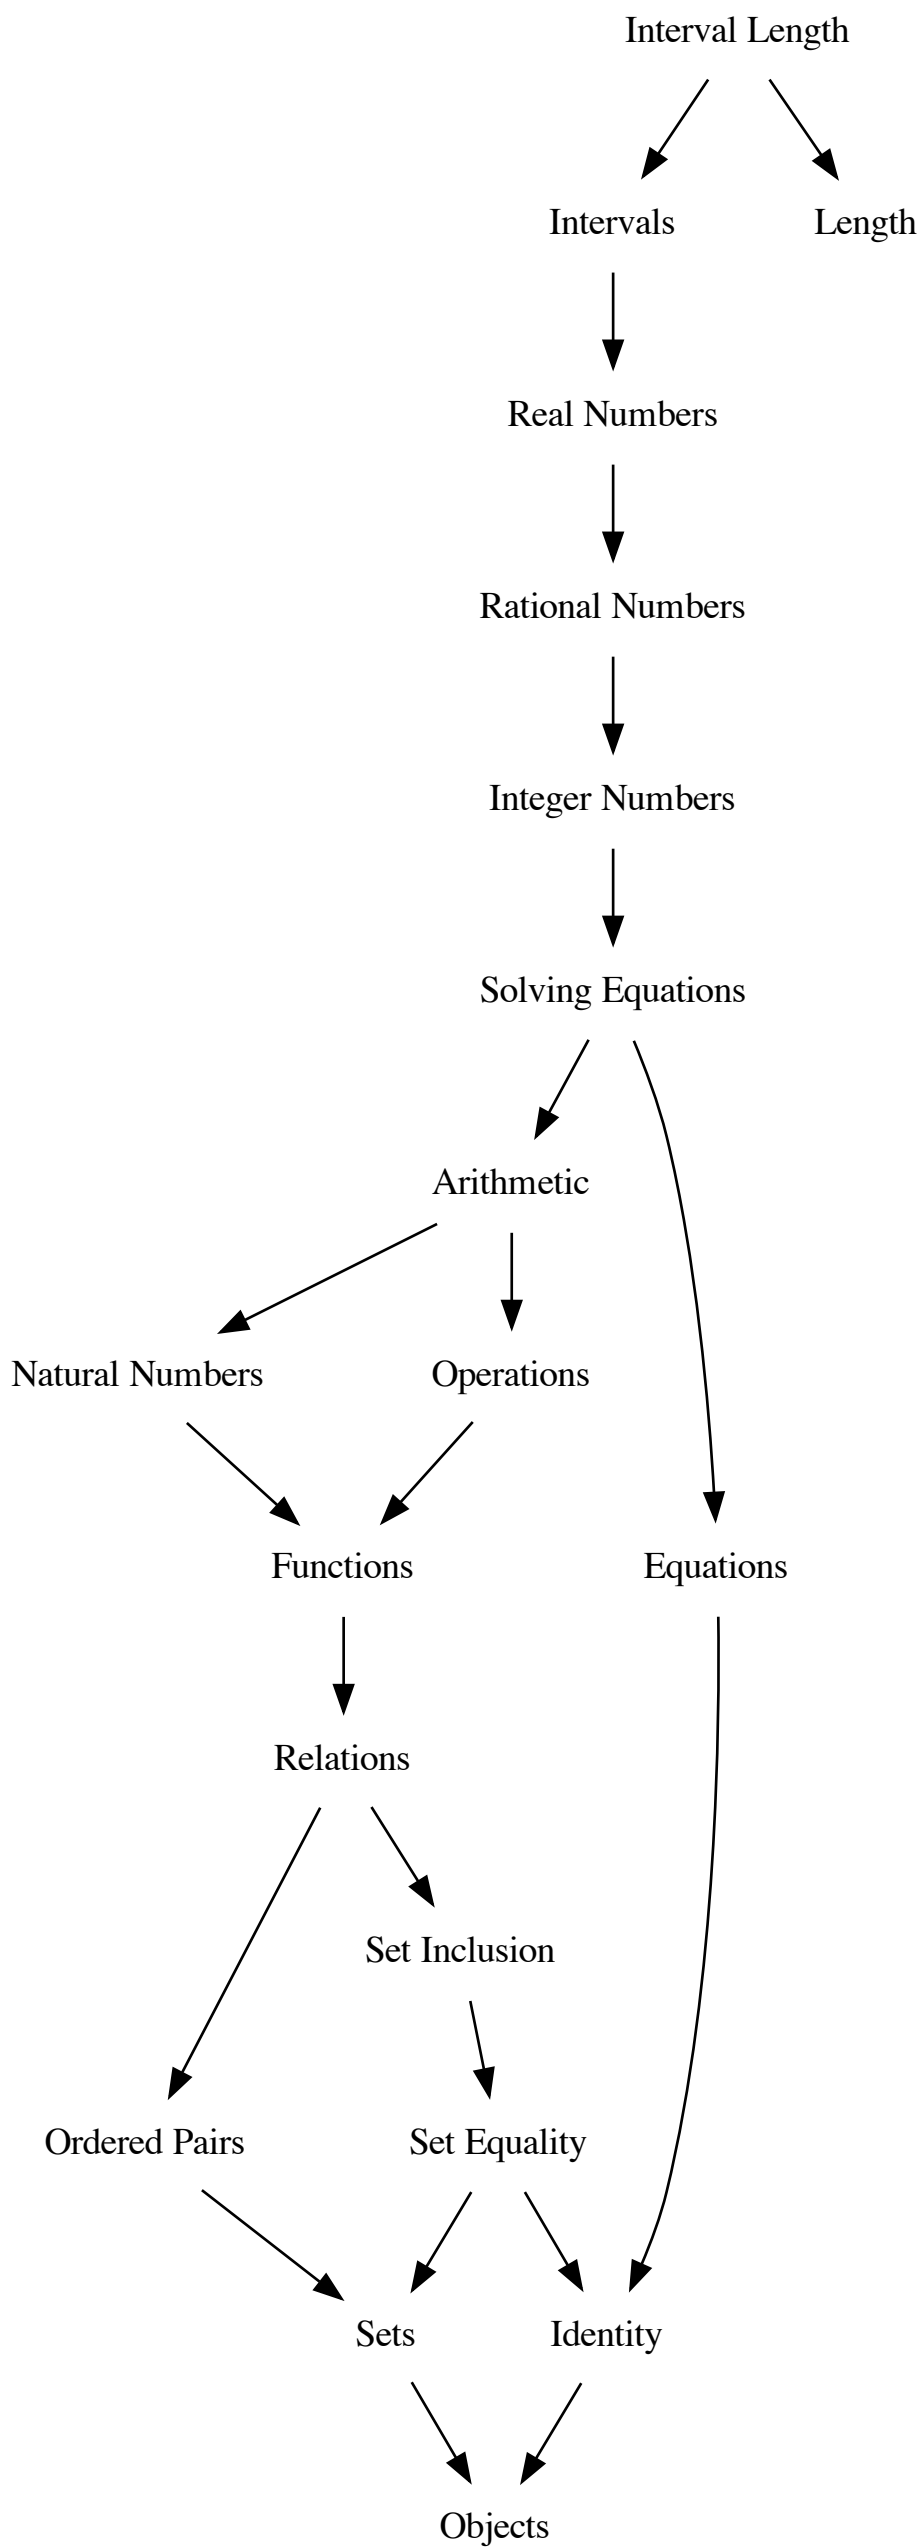 Interval Length
Intervals
Length
Real Numbers
Rational Numbers
Integer Numbers
Solving Equations
Arithmetic
Natural Numbers
Operations
Functions
Equations
Relations
Set Inclusion
Ordered Pairs
Set Equality
Sets
Identity
Objects